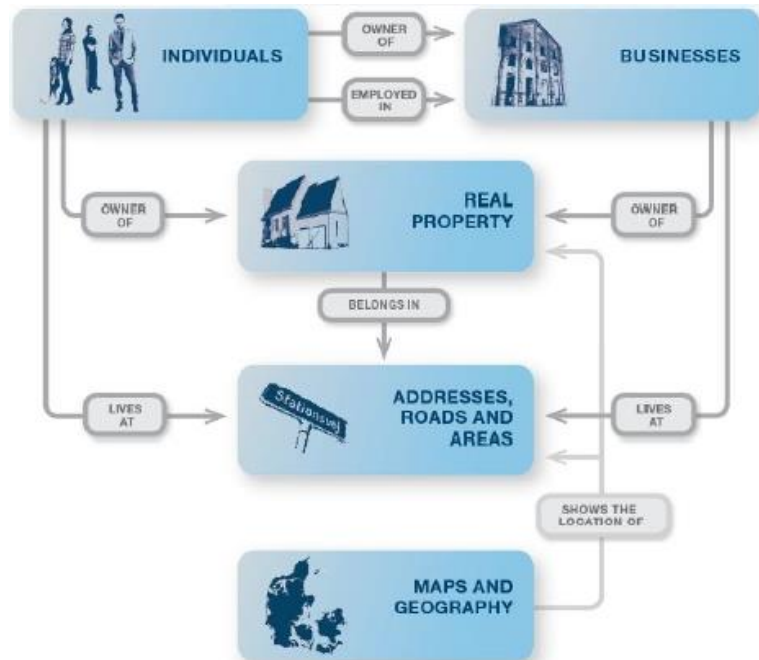 INDIVIDUALS
OWNER
OF
EMPLOYED
IN
BUSINESSES
OWNER
OF
REAL
PROPERTY
OWNER
OF
BELONGS IN
LIVES
AT
Stationsvej
ADDRESSES,
ROADS AND
AREAS
LIVES
AT
SHOWS THE
LOCATION OF
MAPS AND
GEOGRAPHY